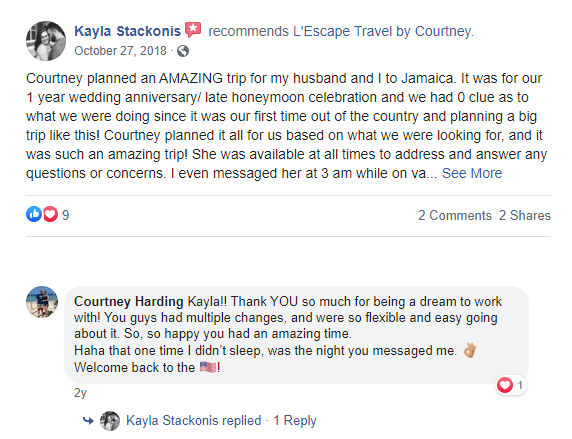 Kayla Stackonis recommends L'Escape Travel by Courtney.
October 27, 2018 ·
Courtney planned an AMAZING trip for my husband and I to Jamaica. It was for our
1 year wedding anniversary/ late honeymoon celebration and we had 0 clue as to
what we were doing since it was our first time out of the country and planning a big
trip like this! Courtney planned it all for us based on what we were looking for, and it
was such an amazing trip! She was available at all times to address and answer any
questions or concerns. I even messaged her at 3 am while on va... See More
9 2 Comments 2 Shares
Courtney Harding Kayla!! Thank YOU so much for being a dream to work
with! You guys had multiple changes, and were so flexible and easy going
about it. So, so happy you had an amazing time.
Haha that one time I didn't sleep, was the night you messaged me. 👌🏽
Welcome back to the 🇺🇸!
1
2y
Kayla Stackonis replied · 1 Reply